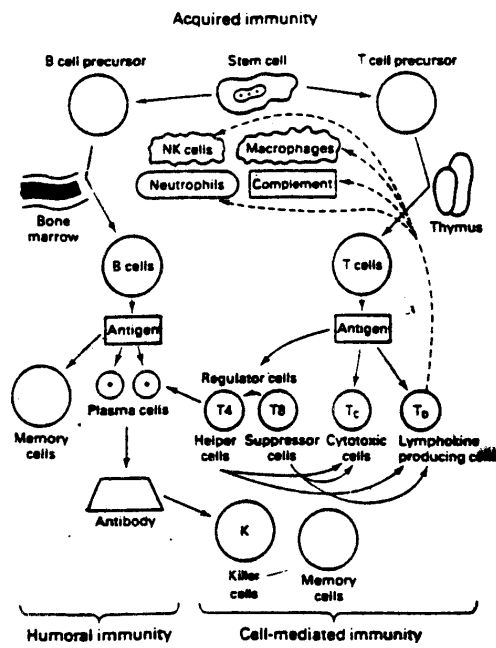 Acquired immunity
B cell precursor
Stem cell
T cell precursor
NK cells
Macrophages
Neutrophils
Complement
Bone
marrow
Thymus
B cells
T cells
Antigen
Antigen
Regulator cells
Memory
cells
Plasma cells
T4
T8
Tc
TD
Helper
cells
Suppressor
cells
Cytotoxic
cells
Lymphokine
producing
Antibody
K
Killer
cells
Memory
cells
Humoral immunity
Cell-mediated immunity